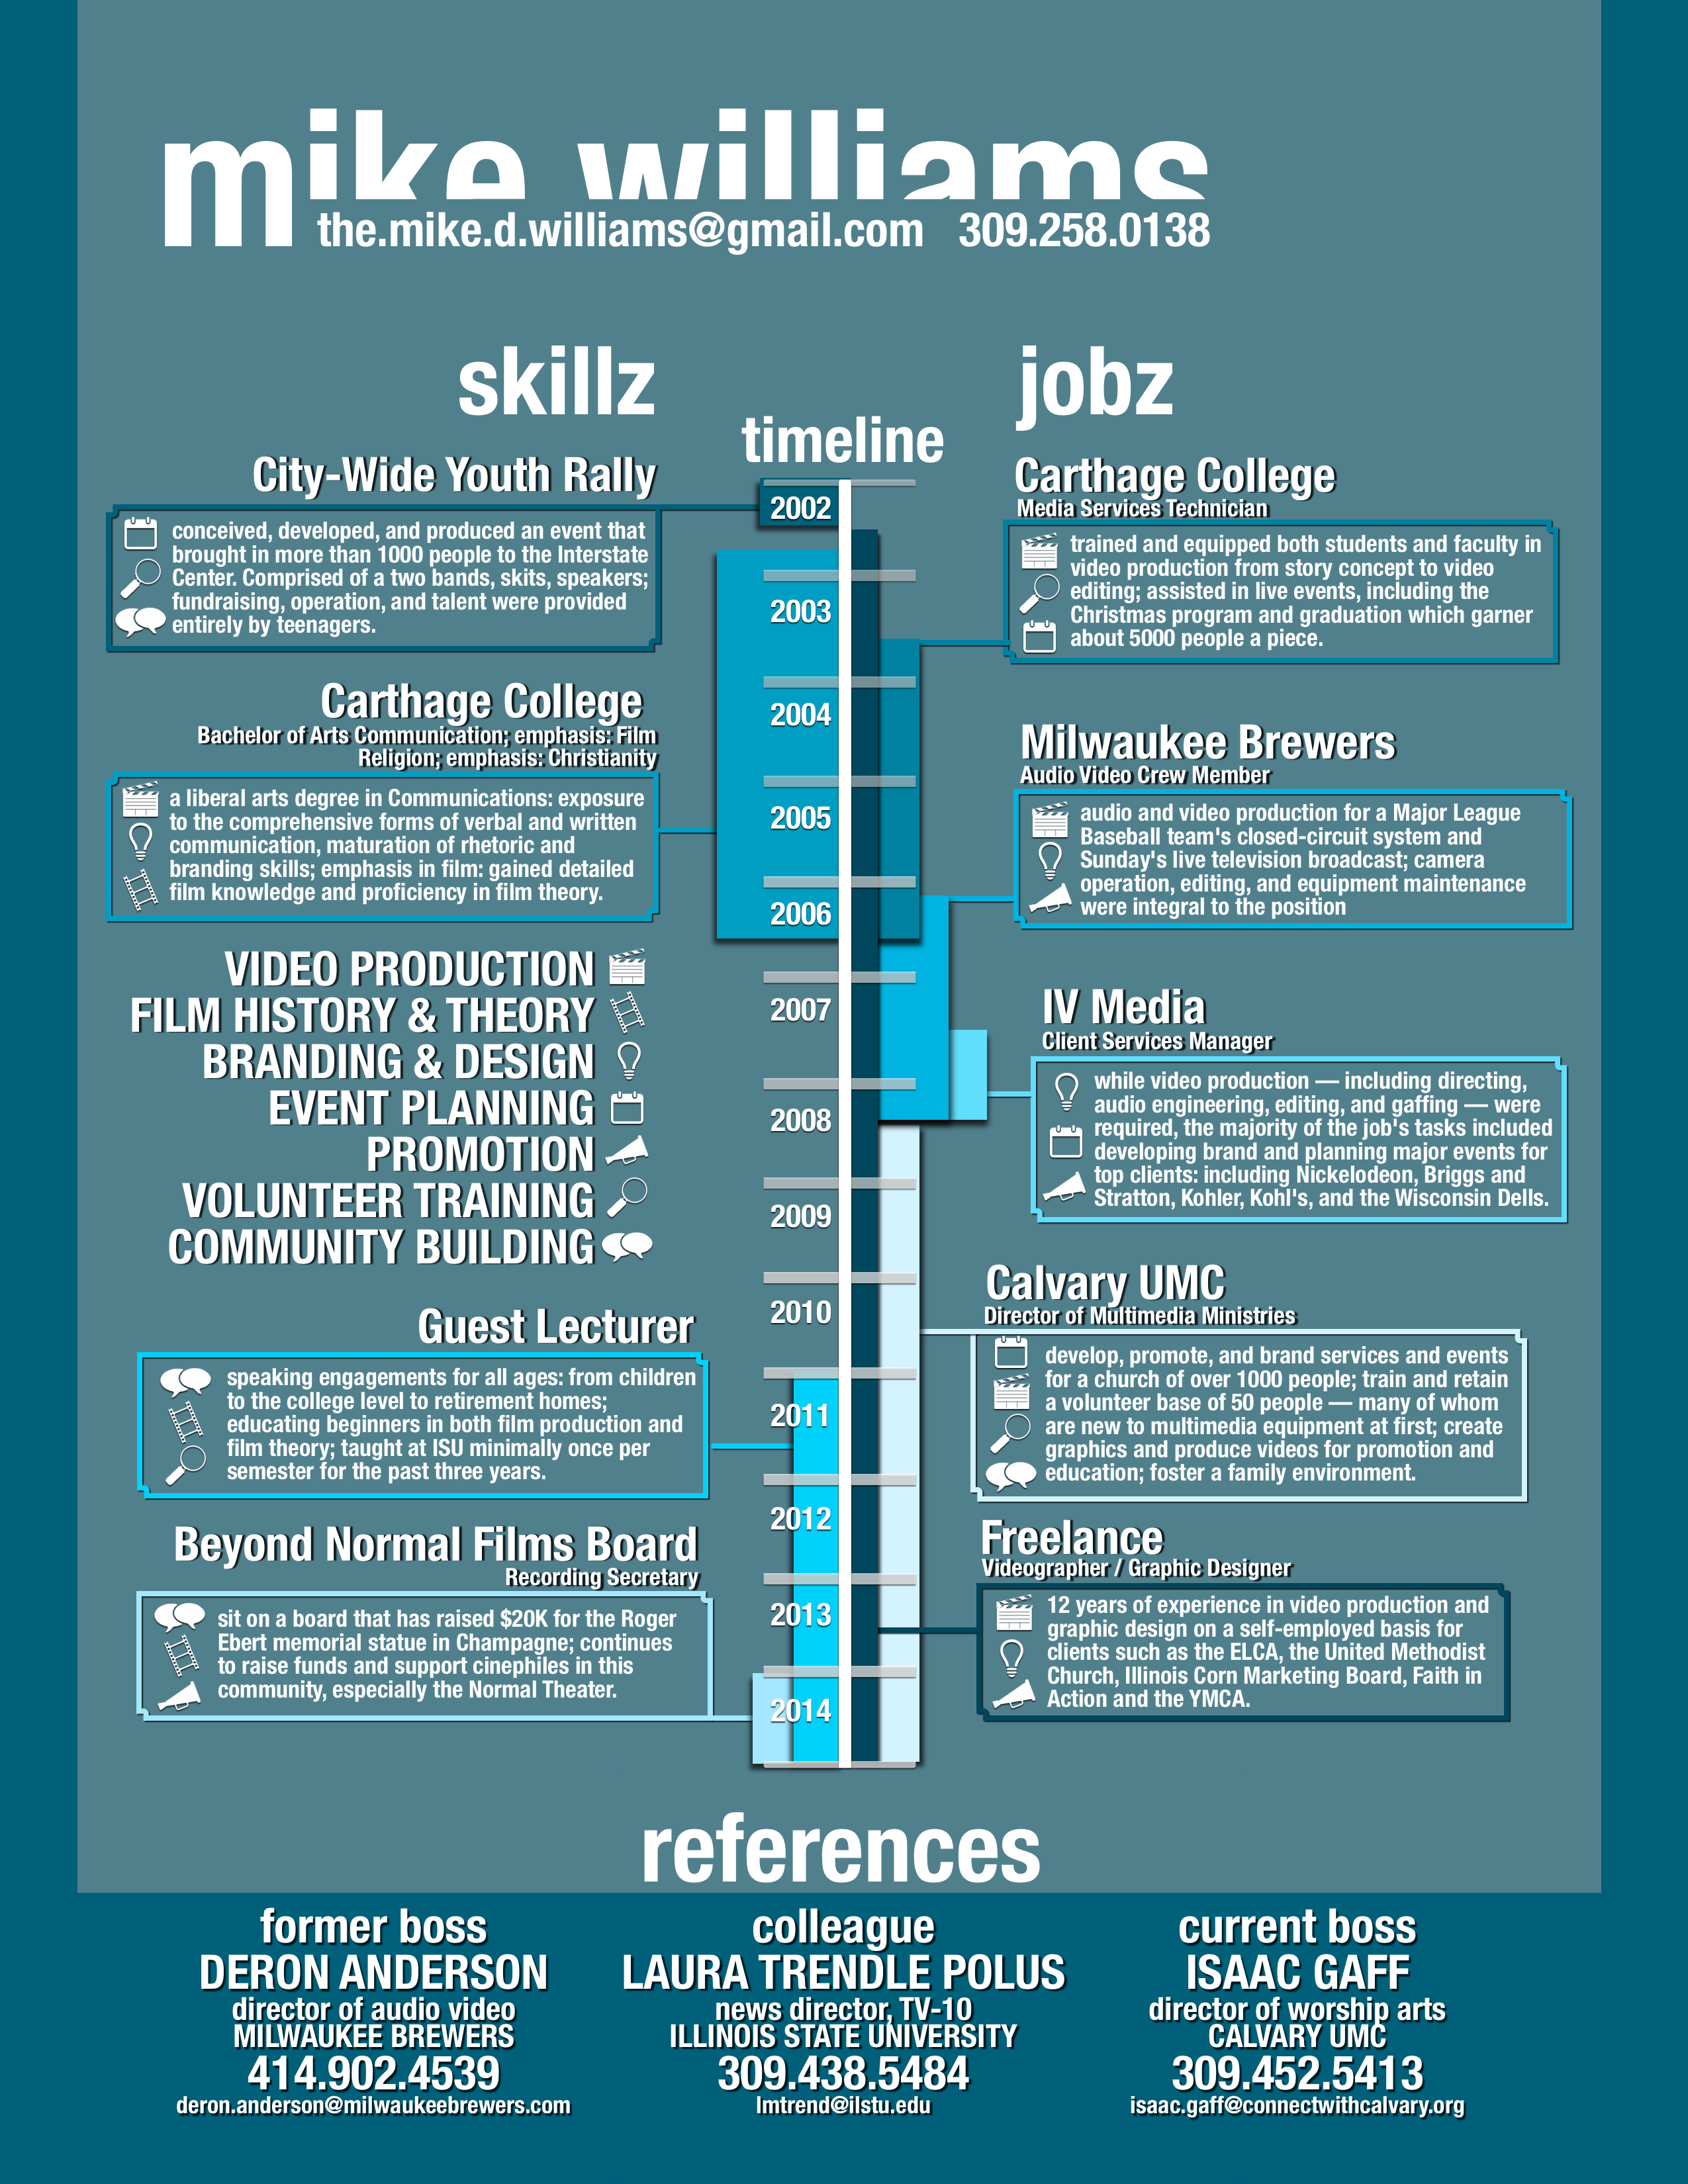 mike williams
the.mike.d.williams@gmail.com 309.258.0138
skillz
City-Wide Youth Rally
conceived, developed, and produced an event that
brought in more than 1000 people to the Interstate
Center. Comprised of a two bands, skits, speakers;
fundraising, operation, and talent were provided
entirely by teenagers.
Carthage College
Bachelor of Arts Communication; emphasis: Film
Religion; emphasis: Christianity
a liberal arts degree in Communications: exposure
to the comprehensive forms of verbal and written
communication, maturation of rhetoric and
branding skills; emphasis in film: gained detailed
film knowledge and proficiency in film theory.
VIDEO PRODUCTION
FILM HISTORY & THEORY
BRANDING & DESIGN
EVENT PLANNING
PROMOTION
VOLUNTEER TRAINING
COMMUNITY BUILDING
Guest Lecturer
speaking engagements for all ages: from children
to the college level to retirement homes;
educating beginners in both film production and
film theory; taught at ISU minimally once per
semester for the past three years.
Beyond Normal Films Board
Recording Secretary
sit on a board that has raised $20K for the Roger
Ebert memorial statue in Champagne; continues
to raise funds and support cinephiles in this
community, especially the Normal Theater.
timeline
2002
2003
2004
2005
2006
2007
2008
2009
2010
2011
2012
2013
2014
jobz
Carthage College
Media Services Technician
trained and equipped both students and faculty in
video production from story concept to video
editing; assisted in live events, including the
Christmas program and graduation which garner
about 5000 people a piece.
Milwaukee Brewers
Audio Video Crew Member
audio and video production for a Major League
Baseball team's closed-circuit system and
Sunday's live television broadcast; camera
operation, editing, and equipment maintenance
were integral to the position
IV Media
Client Services Manager
while video production — including directing,
audio engineering, editing, and gaffing — were
required, the majority of the job's tasks included
developing brand and planning major events for
top clients: including Nickelodeon, Briggs and
Stratton, Kohler, Kohl's, and the Wisconsin Dells.
Calvary UMC
Director of Multimedia Ministries
develop, promote, and brand services and events
for a church of over 1000 people; train and retain
a volunteer base of 50 people — many of whom
are new to multimedia equipment at first; create
graphics and produce videos for promotion and
education; foster a family environment.
Freelance
Videographer / Graphic Designer
12 years of experience in video production and
graphic design on a self-employed basis for
clients such as the ELCA, the United Methodist
Church, Illinois Corn Marketing Board, Faith in
Action and the YMCA.
references
former boss
DERON ANDERSON
director of audio video
MILWAUKEE BREWERS
414.902.4539
deron.anderson@milwaukeebrewers.com
colleague
LAURA TRENDLE POLUS
news director, TV-10
ILLINOIS STATE UNIVERSITY
309.438.5484
lmtrend@ilstu.edu
current boss
ISAAC GAFF
director of worship arts
CALVARY UMC
309.452.5413
isaac.gaff@connectwithcalvary.org